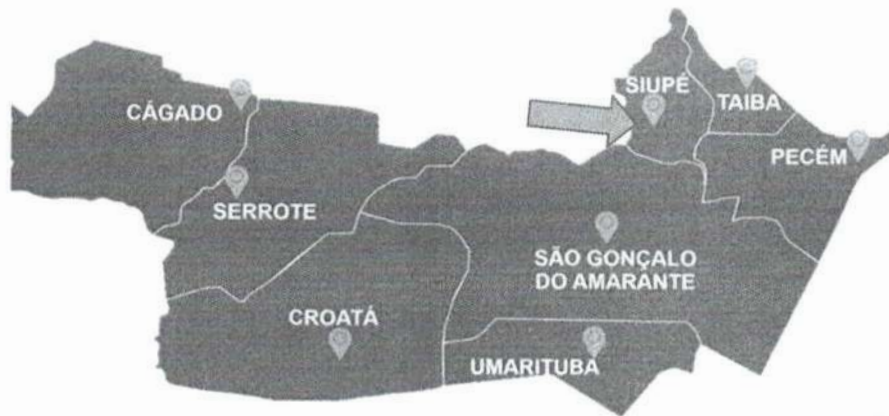 SIUPÉ
TAIBA
CÁGADO
PECÉM
SERROTE
SÃO GONÇALO
DO AMARANTE
CROATÁ
UMARITUBA